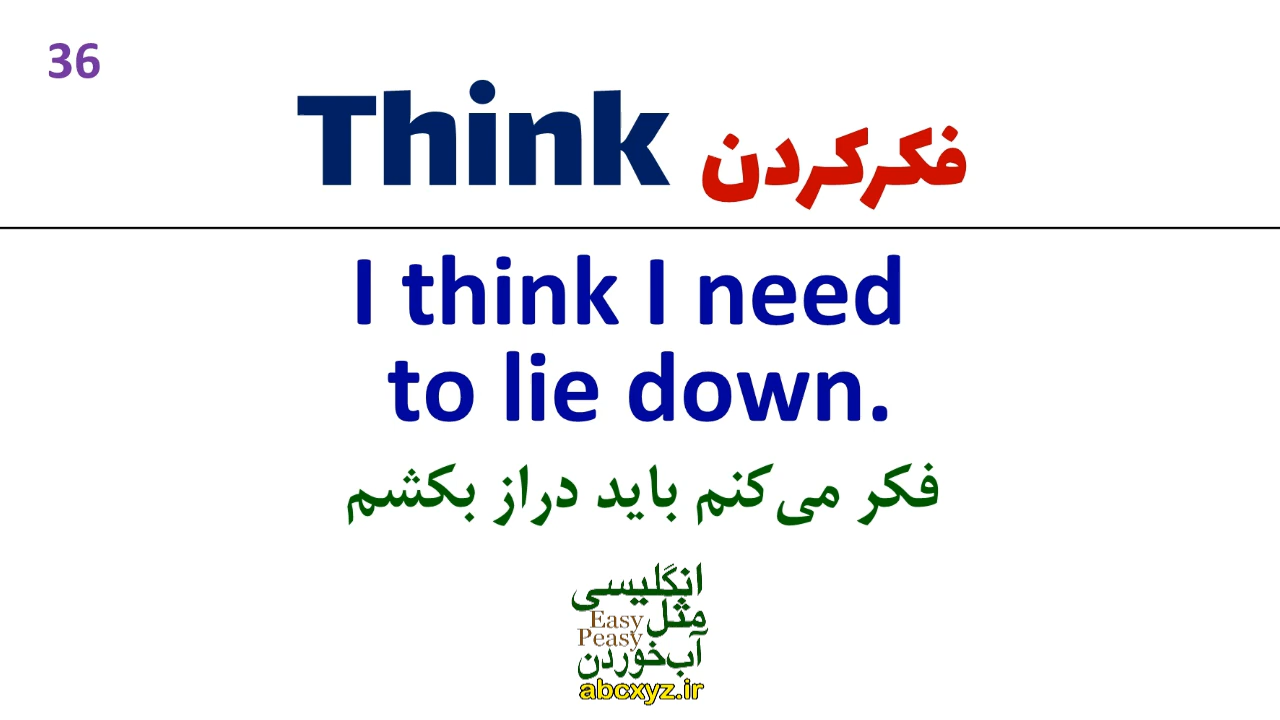 36
Think فکرکردن
I think I need
to lie down.
فکر می‌کنم باید دراز بکشم
انگلیسی
مثل Easy
Peasy
آب‌خوردن
abcxyz.ir